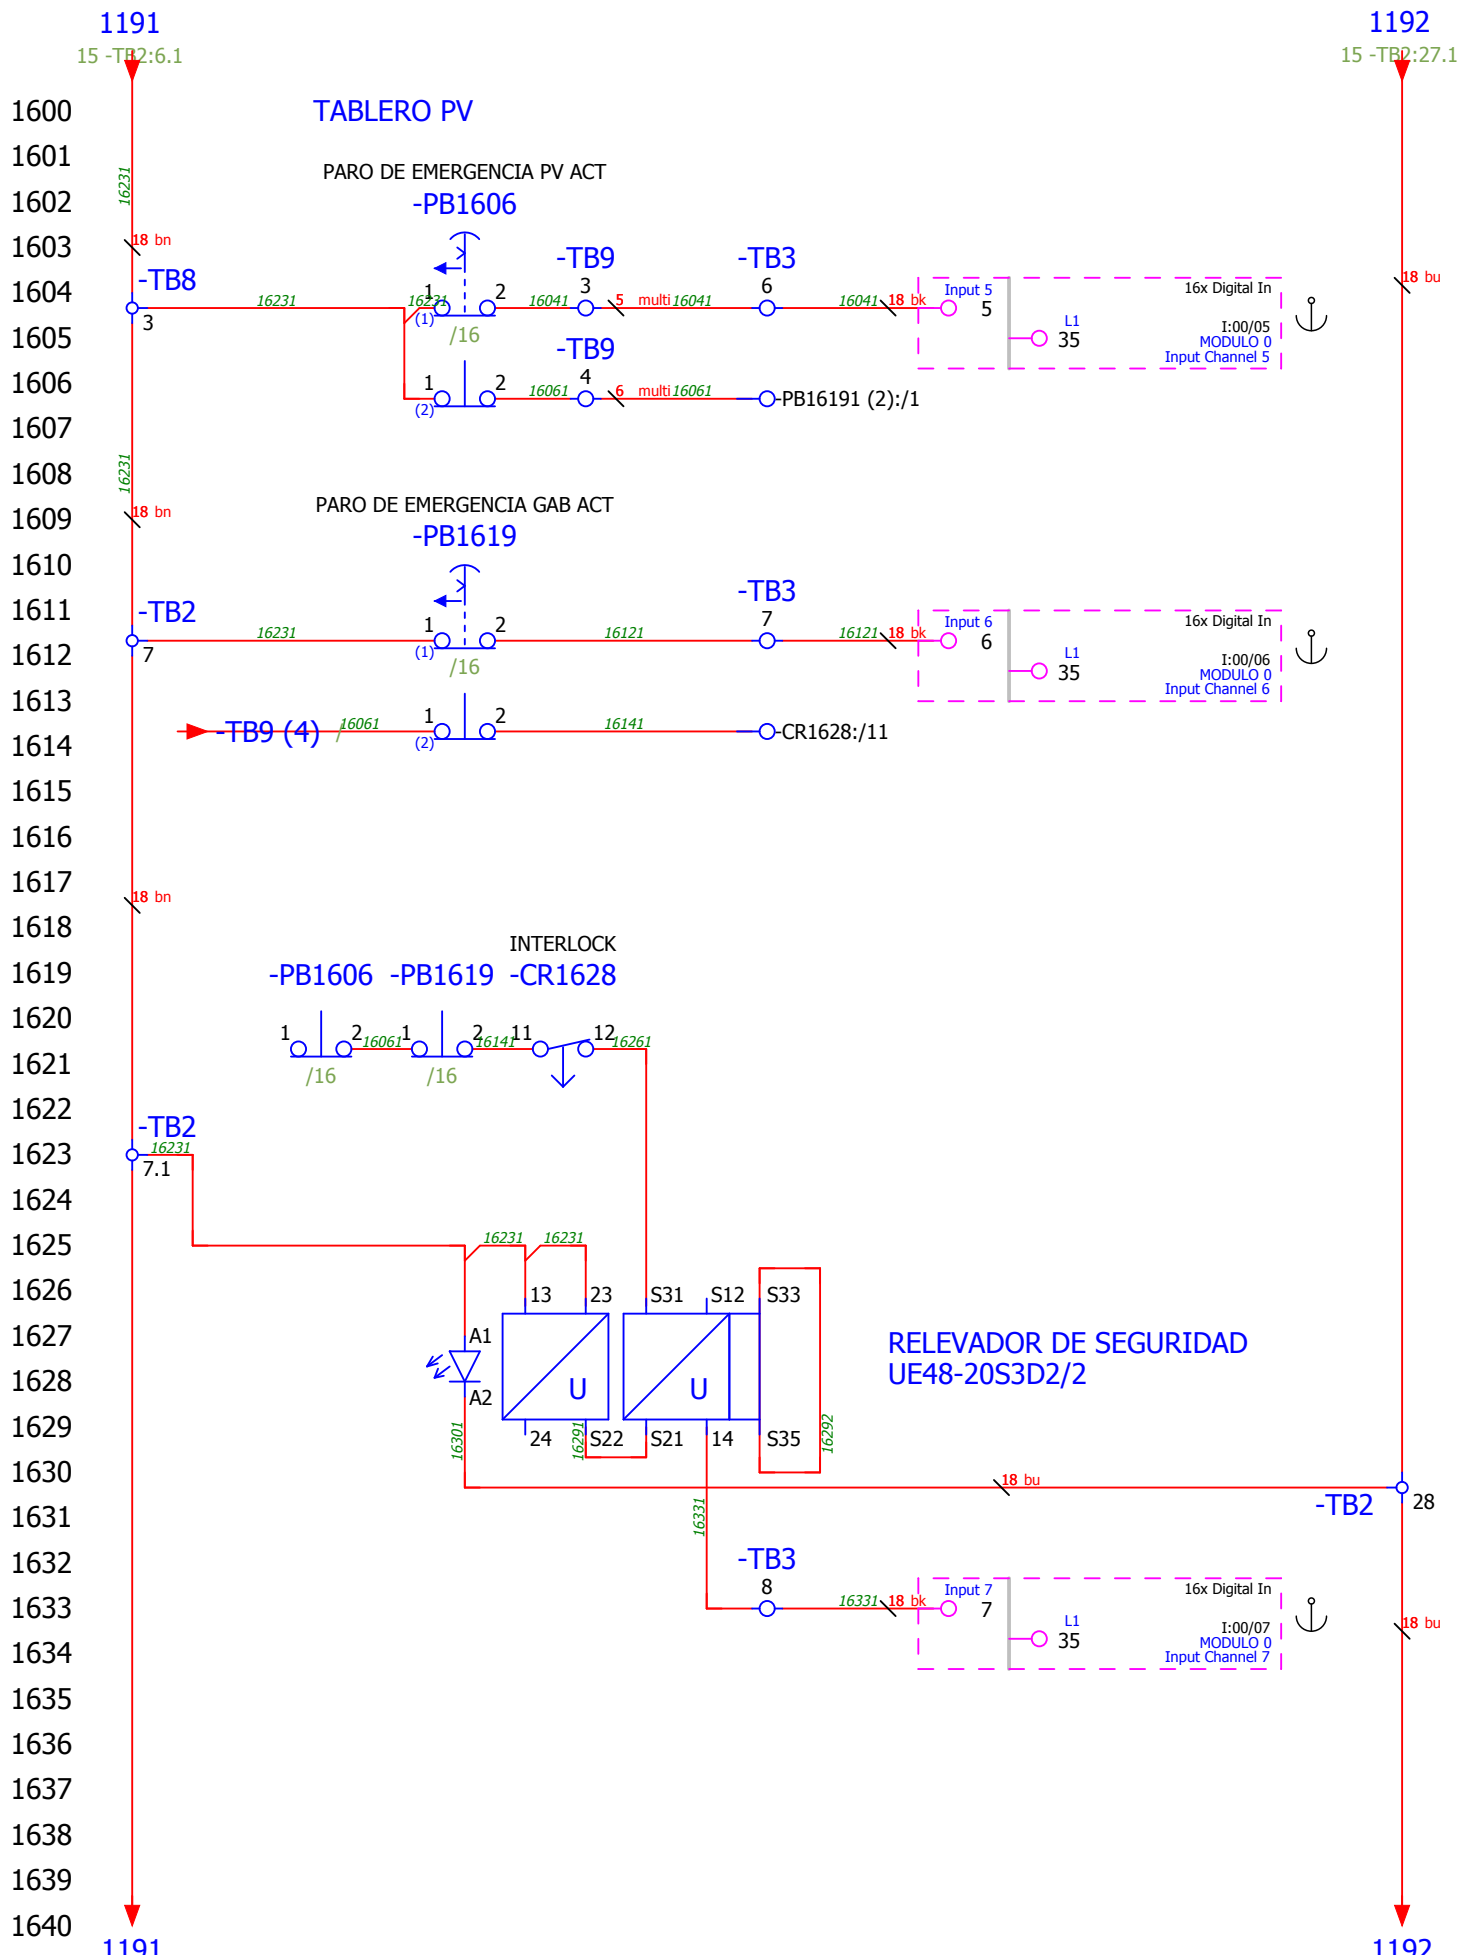 1191
1192
15 -TB2:6.1
15 -TB2:27.1
1600
TABLERO PV
1601
PARO DE EMERGENCIA PV ACT
16231
1602
-PB1606
1603
18 bn
-TB9
-TB3
-TB8
18 bu
1604
16231
16231
1
2
16041
3
5 multi 16041
6
16041
18 bk
Input 5
5
16x Digital In
3
(1)
/16
L1
35
I:00/05
MODULO 0
Input Channel 5
1605
-TB9
1606
1
2
(2)
16061
4
6 multi 16061
-PB16191 (2):/1
1607
1608
16231
1609
18 bn
PARO DE EMERGENCIA GAB ACT
-PB1619
1610
1611
-TB2
-TB3
7
16231
1
2
(1)
16121
7
16121
18 bk
Input 6
6
16x Digital In
1612
/16
L1
35
I:00/06
MODULO 0
Input Channel 6
1613
-TB9 (4)
/
16061
1
2
(2)
16141
-CR1628:/11
1614
1615
1616
1617
18 bn
1618
INTERLOCK
1619
-PB1606
-PB1619
-CR1628
1620
1
2
16061
1
2
16141
11
12
16261
1621
/16
/16
1622
-TB2
1623
16231
7.1
1624
1625
16231
16231
1626
13
23
S31
S12
S33
1627
A1
RELEVADOR DE SEGURIDAD
1628
U
U
UE48-20S3D2/2
A2
1629
16301
24
16291
S22
S21
14
S35
16292
1630
18 bu
1631
16331
-TB2
28
1632
-TB3
1633
8
16331
18 bk
Input 7
7
16x Digital In
18 bu
1634
L1
35
I:00/07
MODULO 0
Input Channel 7
1635
1636
1637
1638
1639
1640
1191
1192